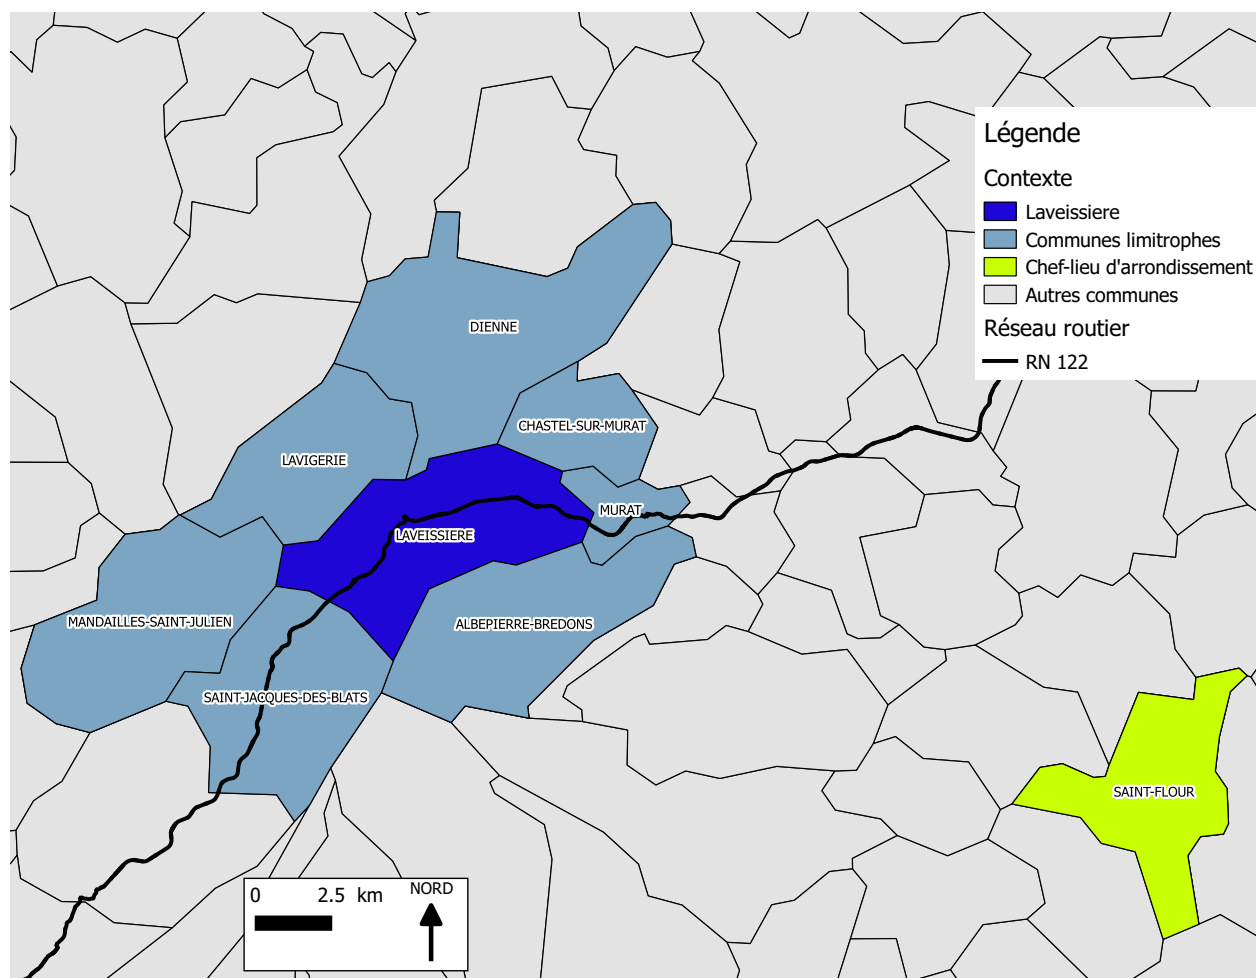 Légende
Contexte
Laveissiere
Communes limitrophes
Chef-lieu d'arrondissement
Autres communes
Réseau routier
RN 122
DIENNE
CHASTEL-SUR-MURAT
LAVIGERIE
MURAT
LAVEISSIERE
MANDAILLES-SAINT-JULIEN
ALBEPIERRE-BREDONS
SAINT-JACQUES-DES-BLATS
SAINT-FLOUR
0 2.5 km
NORD